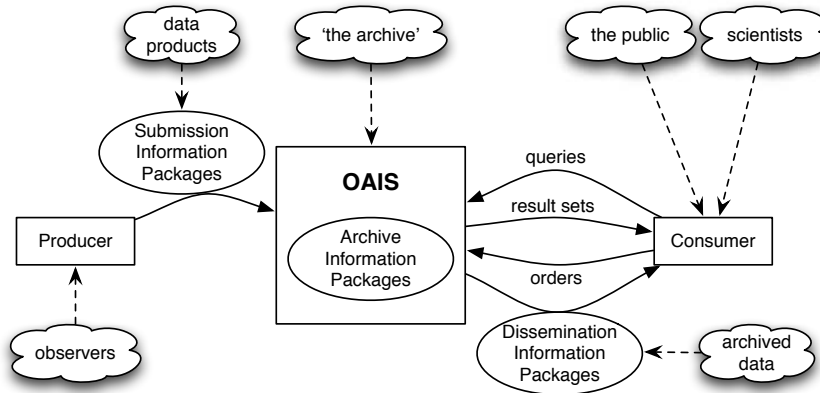 data
products
‘the archive’
the public
scientists
Submission
Information
Packages
OAIS
queries
result sets
Producer
Archive
Information
Packages
Consumer
orders
observers
Dissemination
Information
Packages
archived
data